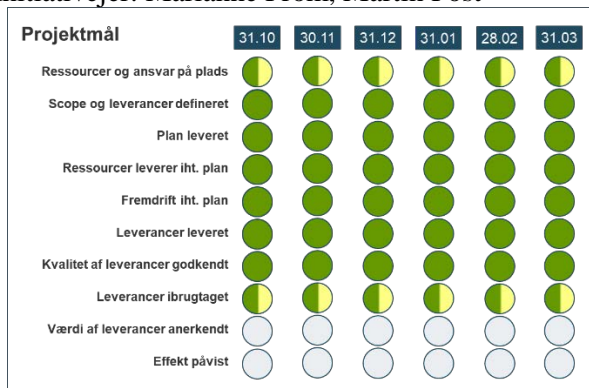 Projektmål 31.10 30.11 31.12 31.01 28.02 31.03
Ressourcer og ansvar på plads
Scope og leverancer defineret
Plan leveret
Ressourcer leverer iht. plan
Fremdrift iht. plan
Leverancer leveret
Kvalitet af leverancer godkendt
Leverancer ibrugtaget
Værdi af leverancer anerkendt
Effekt påvist